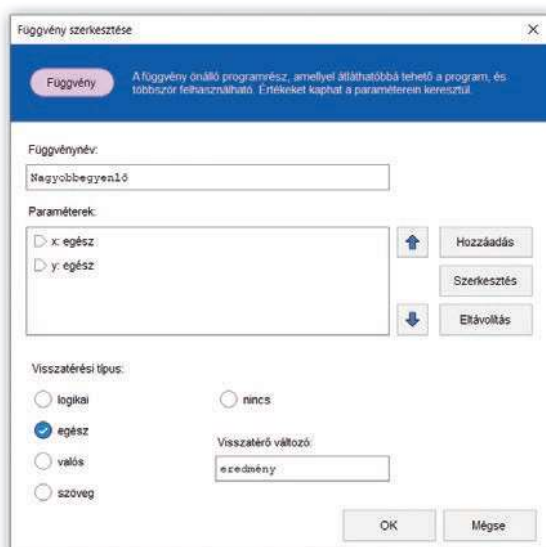 Függvény szerkesztése
Függvény
A függvény önálló programrész, amellyel átláthatóbbá tehető a program, és
többször felhasználható. Értékeket kaphat a paraméterein keresztül.
Függvénynév:
Nagyobbegyenlő
Paraméterek:
x: egész
y: egész
Hozzáadás
Szerkesztés
Eltávolítás
Visszatérési típus:
logikai
nincs
egész
valós
szöveg
Visszatérő változó:
eredmény
OK
Mégse